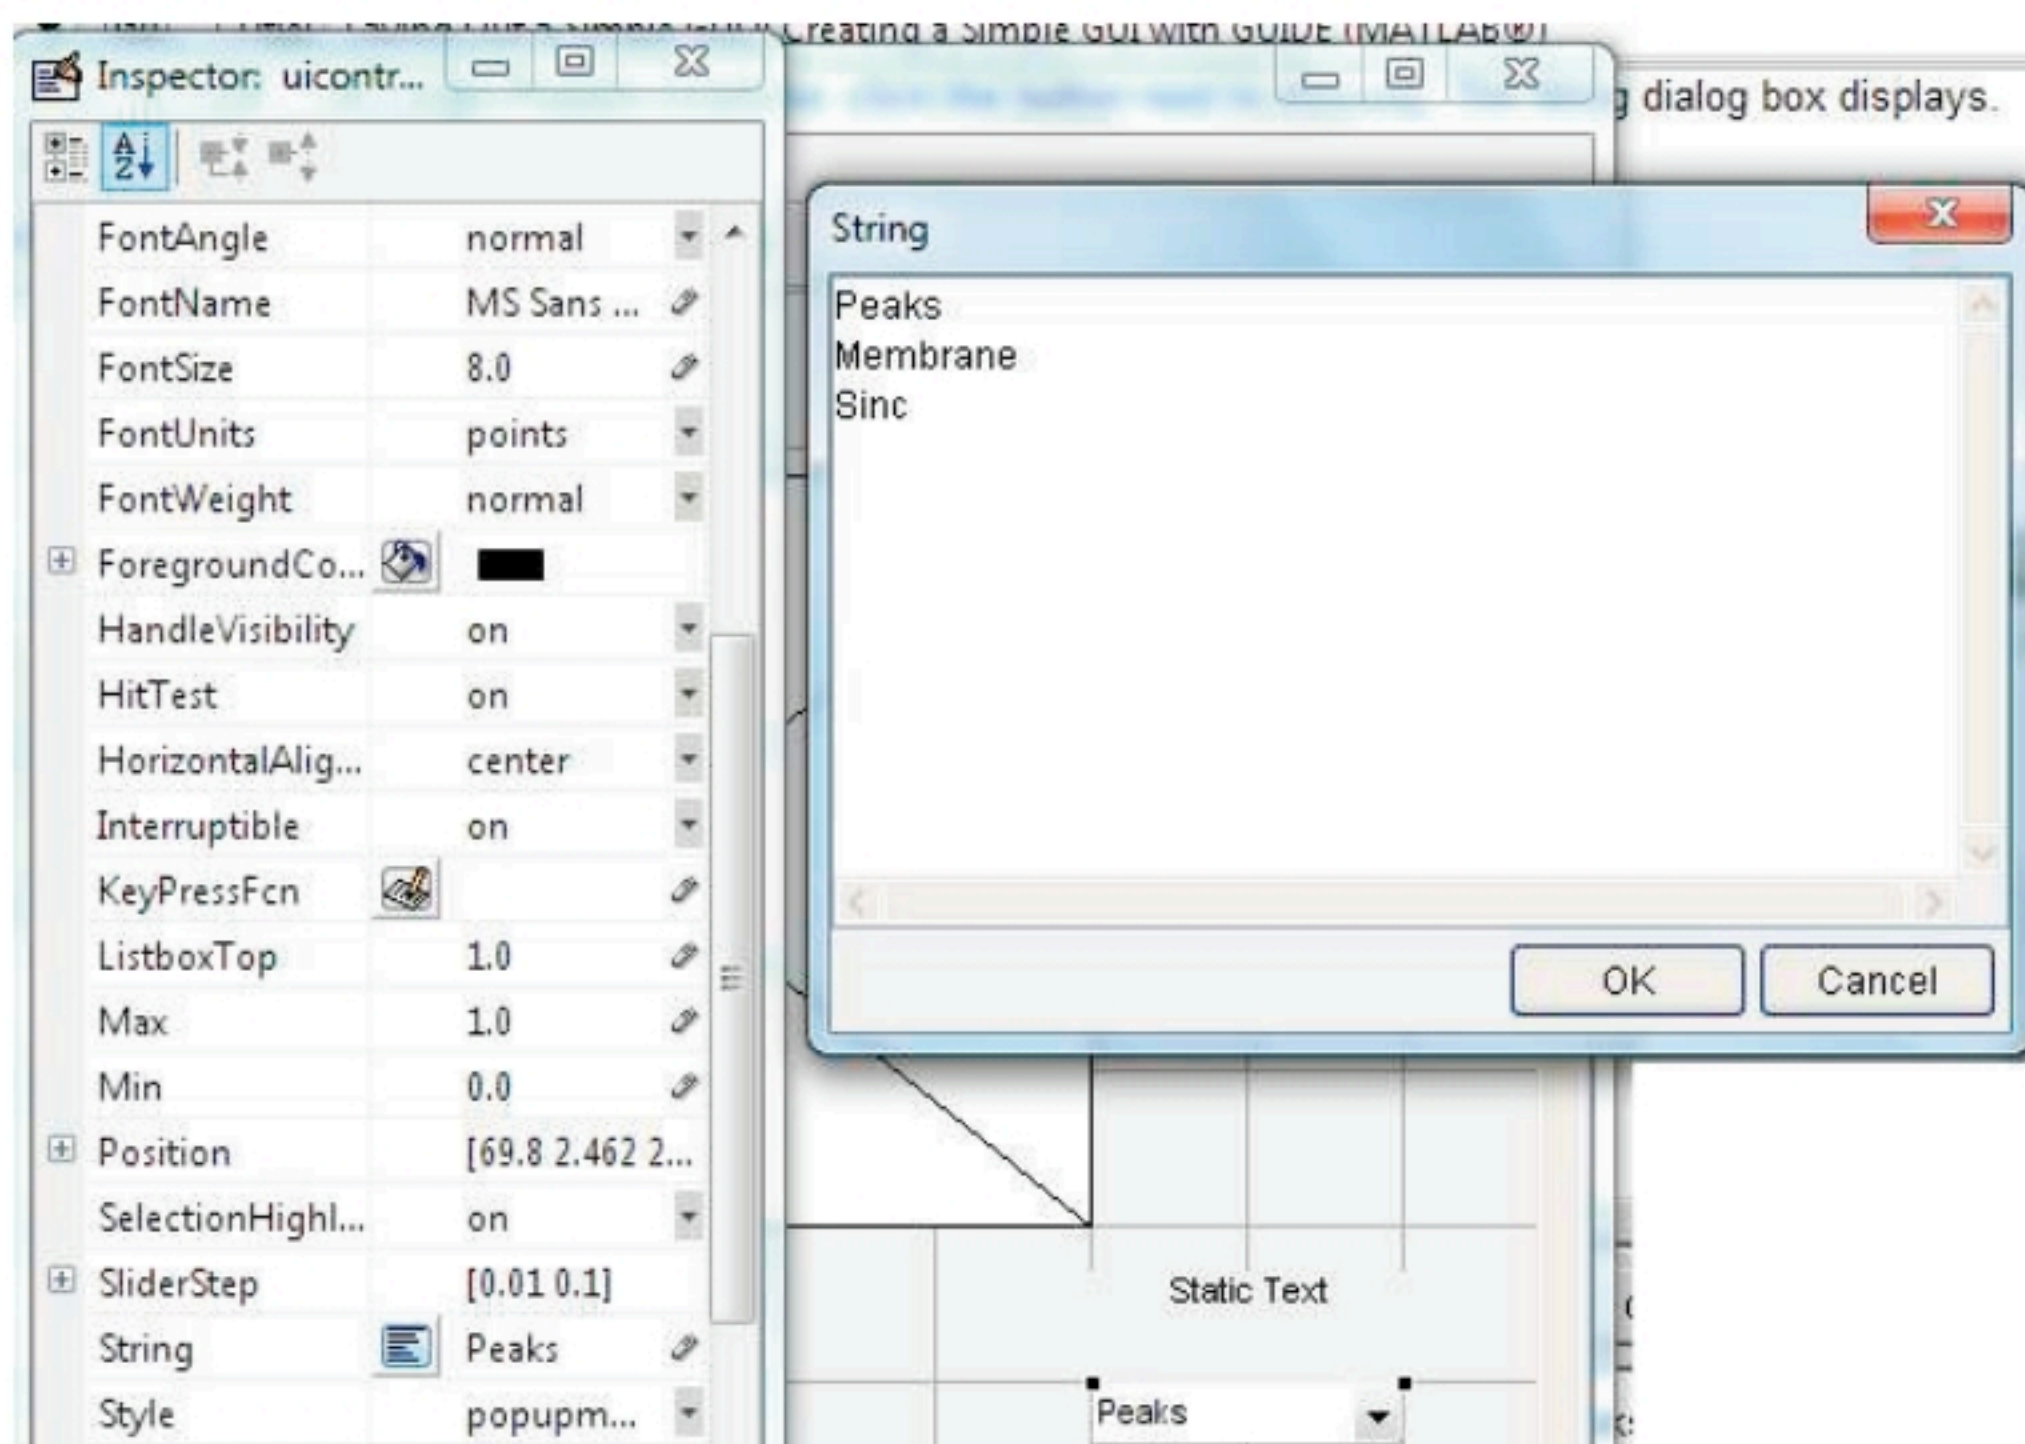 Creating a Simple GUI with GUIDE (MATLAB®)
Inspector: uicontr...
g dialog box displays.
FontAngle normal
FontName MS Sans ...
FontSize 8.0
FontUnits points
FontWeight normal
ForegroundCo...
HandleVisibility on
HitTest on
HorizontalAlig... center
Interruptible on
KeyPressFcn
ListboxTop 1.0
Max 1.0
Min 0.0
Position [69.8 2.462 2...
SelectionHighl... on
SliderStep [0.01 0.1]
String Peaks
Style popupm...
String
Peaks
Membrane
Sinc
OK Cancel
Static Text
Peaks